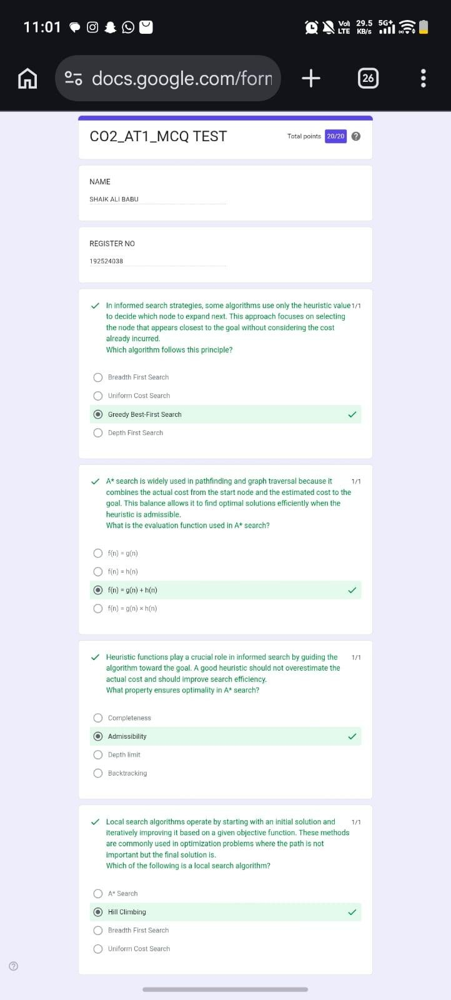 11:01
Vo)) LTE
29.5 KB/s
5G+
docs.google.com/forn
26
CO2_AT1_MCQ TEST
Total points 20/20 ?
NAME
SHAIK ALI BABU
REGISTER NO
192524038
In informed search strategies, some algorithms use only the heuristic value 1/1
to decide which node to expand next. This approach focuses on selecting
the node that appears closest to the goal without considering the cost
already incurred.
Which algorithm follows this principle?
Breadth First Search
Uniform Cost Search
Greedy Best-First Search
Depth First Search
A* search is widely used in pathfinding and graph traversal because it 1/1
combines the actual cost from the start node and the estimated cost to the
goal. This balance allows it to find optimal solutions efficiently when the
heuristic is admissible.
What is the evaluation function used in A* search?
f(n) = g(n)
f(n) = h(n)
f(n) = g(n) + h(n)
f(n) = g(n) × h(n)
Heuristic functions play a crucial role in informed search by guiding the 1/1
algorithm toward the goal. A good heuristic should not overestimate the
actual cost and should improve search efficiency.
What property ensures optimality in A* search?
Completeness
Admissibility
Depth limit
Backtracking
Local search algorithms operate by starting with an initial solution and 1/1
iteratively improving it based on a given objective function. These methods
are commonly used in optimization problems where the path is not
important but the final solution is.
Which of the following is a local search algorithm?
A* Search
Hill Climbing
Breadth First Search
Uniform Cost Search
?